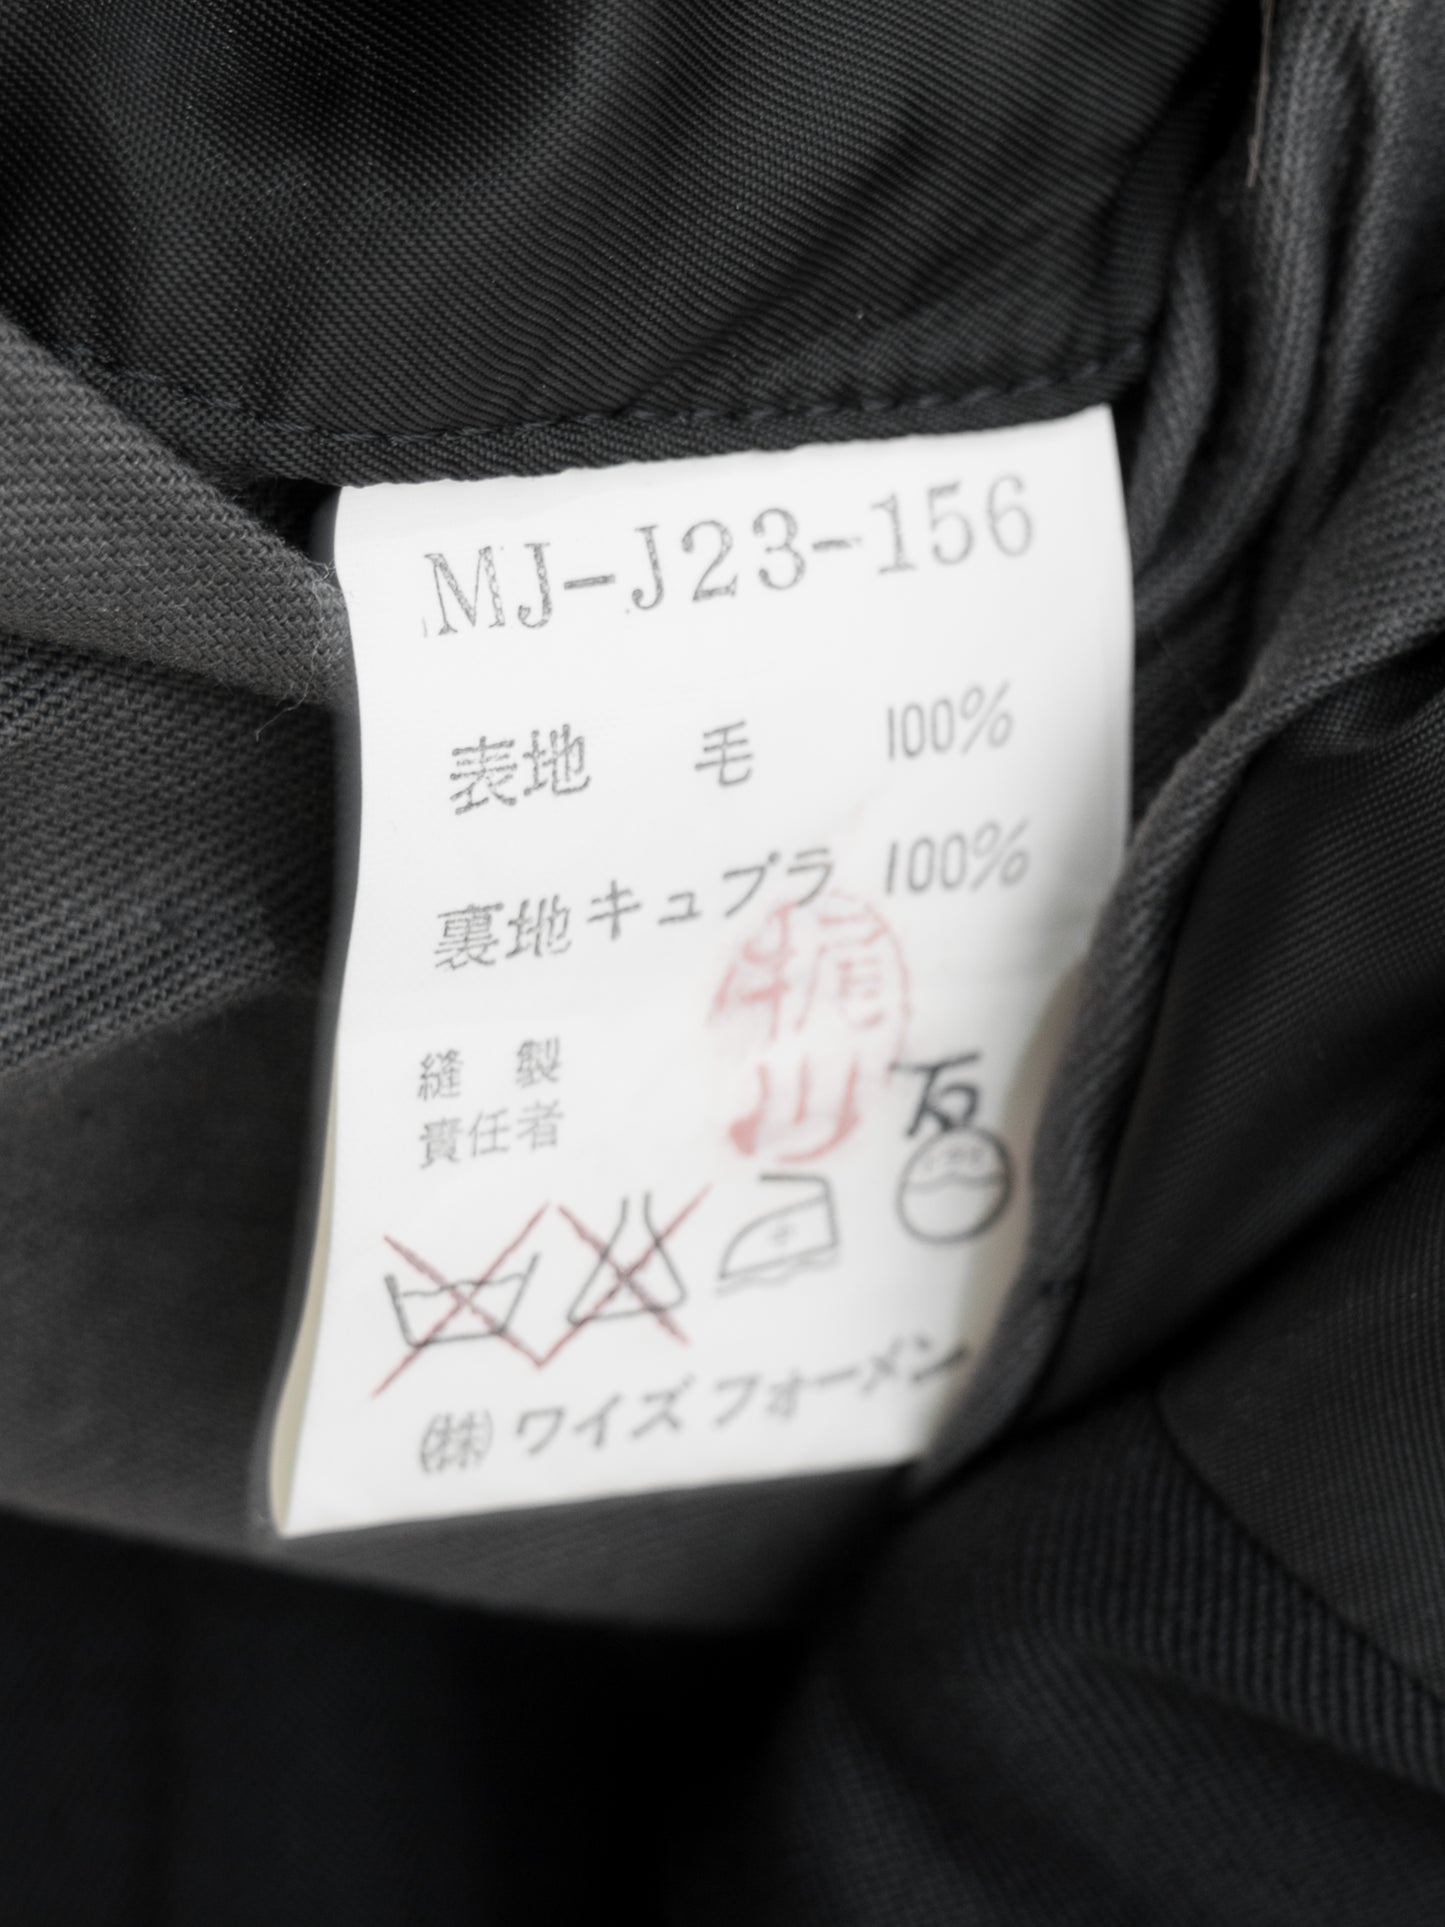 MJ-J23-156
表地 毛 100%
裏地 キュプラ 100%
縫製
責任者
(株)ワイズ フォーメン